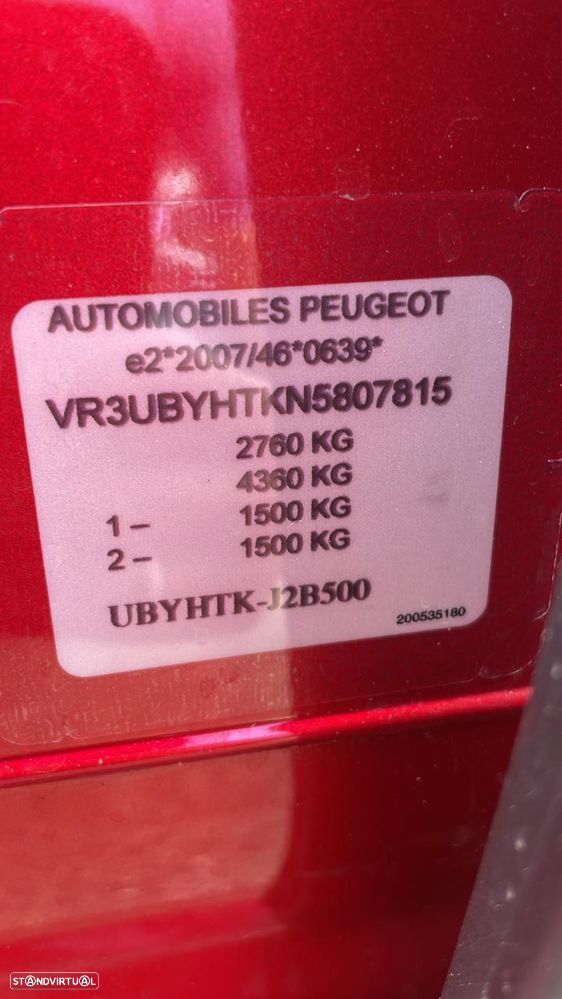 AUTOMOBILES PEUGEOT
e2*2007/46*0639*
VR3UBYHTKN5807815
2760 KG
4360 KG
1 – 1500 KG
2 – 1500 KG
UBYHTK-J2B500
200535180
STANDVIRTUAL